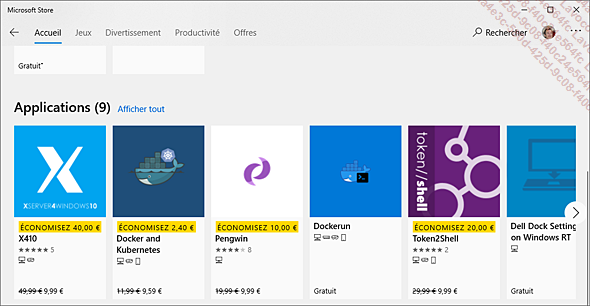 Microsoft Store
Accueil Jeux Divertissement Productivité Offres Rechercher
Gratuit*
Applications (9) Afficher tout
XSERVER4WINDOWS10
token//shell
ÉCONOMISEZ 40,00 €
X410
★★★★★ 5
49,99 € 9,99 €
ÉCONOMISEZ 2,40 €
Docker and
Kubernetes
11,99 € 9,59 €
ÉCONOMISEZ 10,00 €
Pengwin
★★★★★ 8
19,99 € 9,99 €
Dockerun
Gratuit
ÉCONOMISEZ 20,00 €
Token2Shell
★★★★★ 2
29,99 € 9,99 €
Dell Dock Setting
on Windows RT
Gratuit